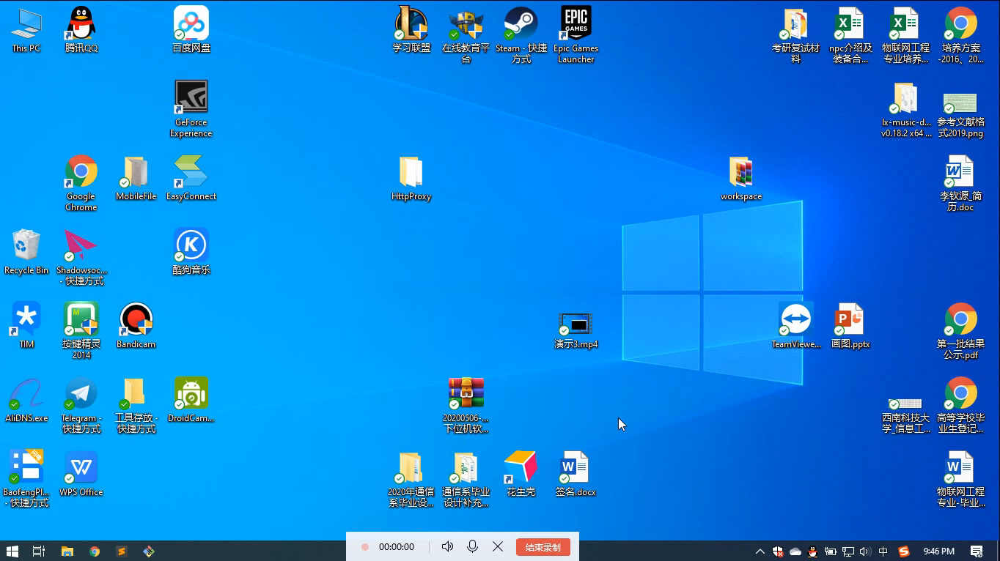 This PC
腾讯QQ
百度网盘
学习联盟
在线教育平
台
Steam - 快捷
方式
EPIC
GAMES
Epic Games
Launcher
考研复试材
料
npc介绍及
装备合...
物联网工程
专业培养...
培养方案
-2016、20...
GeForce
Experience
lx-music-d...
v0.18.2 x64 ...
参考文献格
式2019.png
Google
Chrome
MobileFile
EasyConnect
HttpProxy
workspace
李钦源_简
历.doc
Recycle Bin
Shadowsoc...
- 快捷方式
K
酷狗音乐
TIM
M
按键精灵
2014
Bandicam
演示3.mp4
TeamViewe...
P
画图.pptx
第一批结果
公示.pdf
AliDNS.exe
Telegram -
快捷方式
工具存放 -
快捷方式
DroidCam...
20200506-...
下位机软...
西南科技大
学_信息工...
高等学校毕
业生登记...
BaofengPl...
- 快捷方式
WPS Office
2020年通信
系毕业设...
通信系毕业
设计补充...
花生壳
签名.docx
物联网工程
专业-毕业...
00:00:00
结束录制
中
9:46 PM